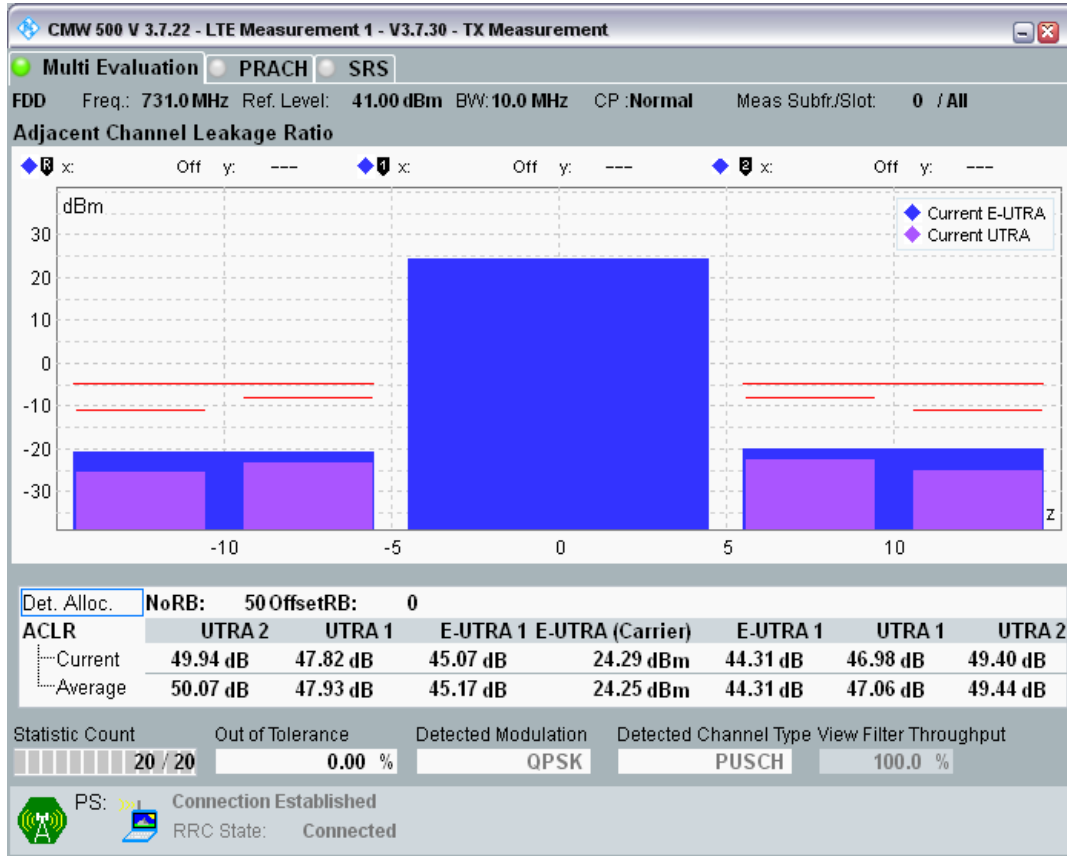 CMW 500 V 3.7.22 - LTE Measurement 1 - V3.7.30 - TX Measurement
Multi Evaluation PRACH SRS
FDD Freq.: 731.0 MHz Ref. Level: 41.00 dBm BW: 10.0 MHz CP :Normal Meas Subfr./Slot: 0 / All
Adjacent Channel Leakage Ratio
R x: Off y: --- 1 x: Off y: --- 2 x: Off y: ---
dBm
Current E-UTRA
Current UTRA
30
20
10
0
-10
-20
-30
z
-10 -5 0 5 10
Det. Alloc. NoRB: 50 OffsetRB: 0
ACLR UTRA 2 UTRA 1 E-UTRA 1 E-UTRA (Carrier) E-UTRA 1 UTRA 1 UTRA 2
Current 49.94 dB 47.82 dB 45.07 dB 24.29 dBm 44.31 dB 46.98 dB 49.40 dB
Average 50.07 dB 47.93 dB 45.17 dB 24.25 dBm 44.31 dB 47.06 dB 49.44 dB
Statistic Count Out of Tolerance Detected Modulation Detected Channel Type View Filter Throughput
20 / 20 0.00 % QPSK PUSCH 100.0 %
PS: Connection Established
RRC State: Connected